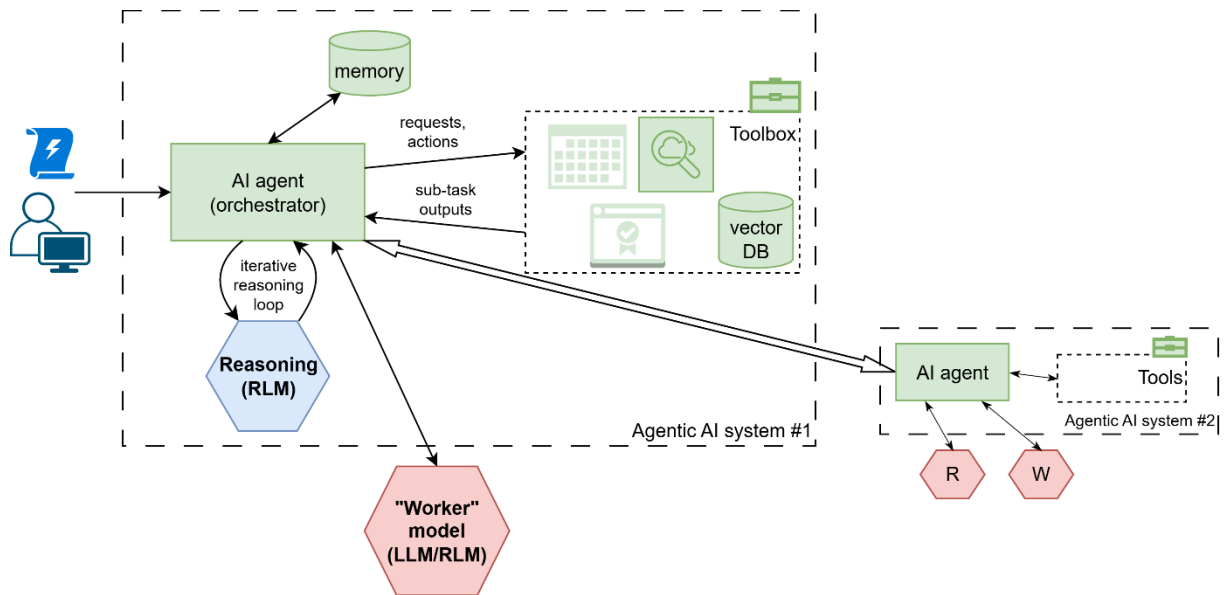 memory
requests,
actions
Toolbox
AI agent
(orchestrator)
sub-task
outputs
vector
DB
iterative
reasoning
loop
Reasoning
(RLM)
Agentic AI system #1
AI agent
Tools
Agentic AI system #2
R
W
"Worker"
model
(LLM/RLM)